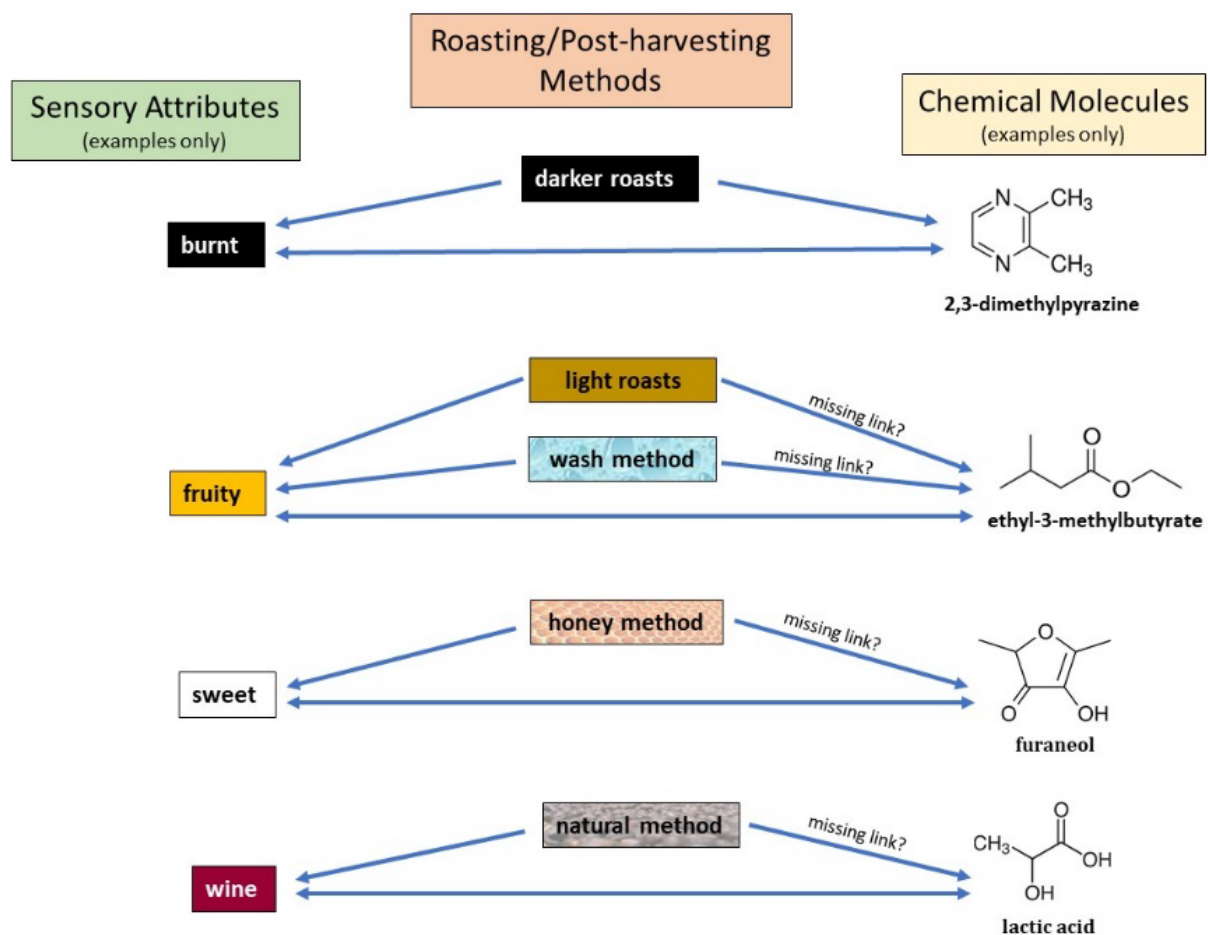 Roasting/Post-harvesting
Methods
Sensory Attributes
(examples only)
Chemical Molecules
(examples only)
darker roasts
burnt
N
CH3
N
CH3
2,3-dimethylpyrazine
light roasts
missing link?
wash method
missing link?
fruity
O
O
ethyl-3-methylbutyrate
honey method
missing link?
sweet
O
O
OH
furaneol
natural method
missing link?
wine
O
CH3
OH
OH
lactic acid